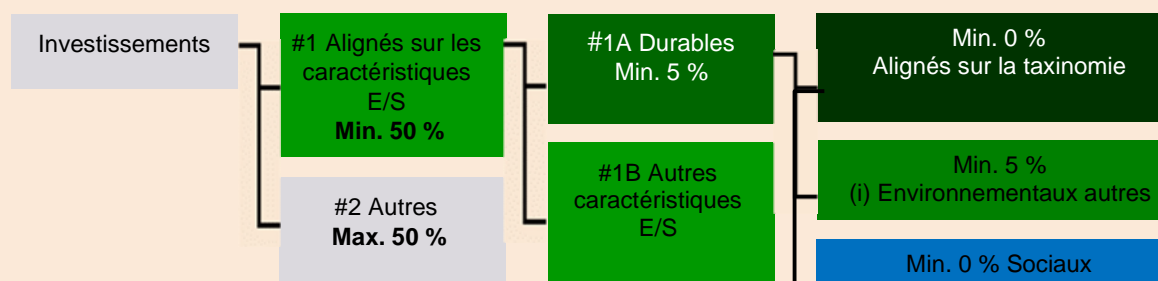 Investissements
#1 Alignés sur les
caractéristiques
E/S
Min. 50 %
#2 Autres
Max. 50 %
#1A Durables
Min. 5 %
#1B Autres
caractéristiques
E/S
Min. 0 %
Alignés sur la taxinomie
Min. 5 %
(i) Environnementaux autres
Min. 0 % Sociaux